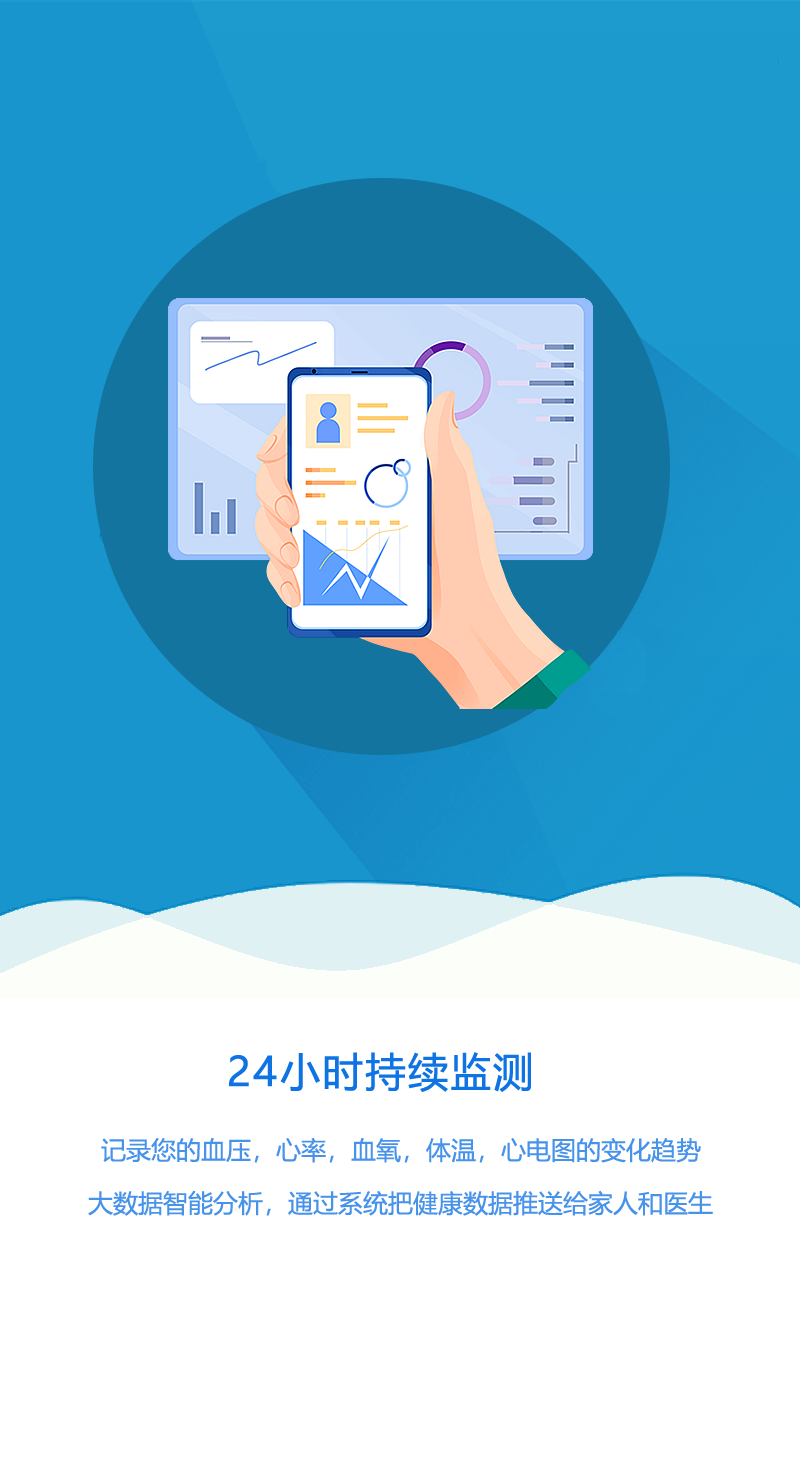 24小时持续监测
记录您的血压，心率，血氧，体温，心电图的变化趋势
大数据智能分析，通过系统把健康数据推送给家人和医生